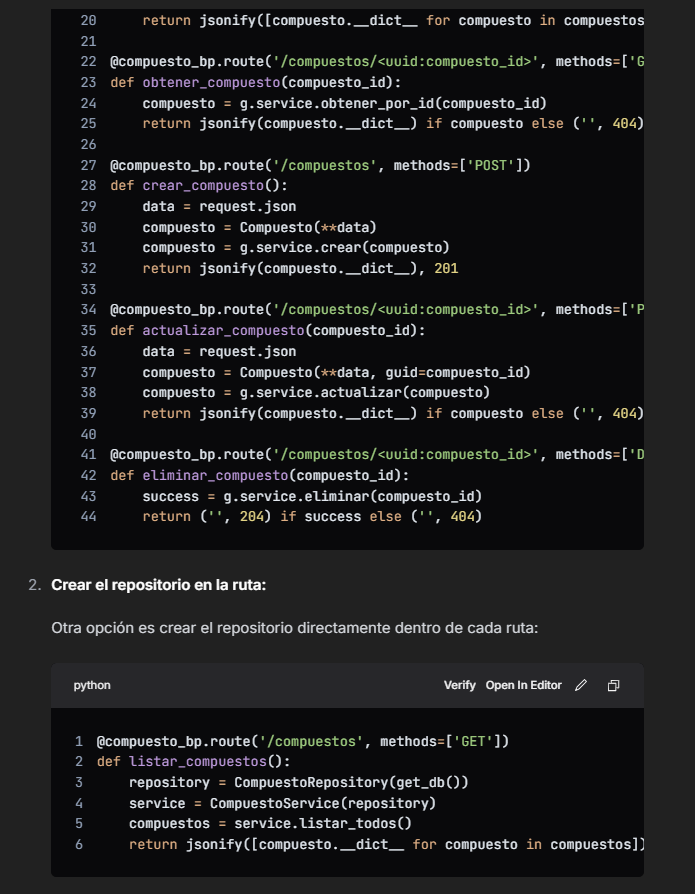 20 return jsonify([compuesto.__dict__ for compuesto in compuestos
21
22 @compuesto_bp.route('/compuestos/<uuid:compuesto_id>', methods=['G
23 def obtener_compuesto(compuesto_id):
24     compuesto = g.service.obtener_por_id(compuesto_id)
25     return jsonify(compuesto.__dict__) if compuesto else ('', 404)
26
27 @compuesto_bp.route('/compuestos', methods=['POST'])
28 def crear_compuesto():
29     data = request.json
30     compuesto = Compuesto(**data)
31     compuesto = g.service.crear(compuesto)
32     return jsonify(compuesto.__dict__), 201
33
34 @compuesto_bp.route('/compuestos/<uuid:compuesto_id>', methods=['P
35 def actualizar_compuesto(compuesto_id):
36     data = request.json
37     compuesto = Compuesto(**data, guid=compuesto_id)
38     compuesto = g.service.actualizar(compuesto)
39     return jsonify(compuesto.__dict__) if compuesto else ('', 404)
40
41 @compuesto_bp.route('/compuestos/<uuid:compuesto_id>', methods=['D
42 def eliminar_compuesto(compuesto_id):
43     success = g.service.eliminar(compuesto_id)
44     return ('', 204) if success else ('', 404)
2. Crear el repositorio en la ruta:
Otra opción es crear el repositorio directamente dentro de cada ruta:
python Verify Open In Editor
1 @compuesto_bp.route('/compuestos', methods=['GET'])
2 def listar_compuestos():
3     repository = CompuestoRepository(get_db())
4     service = CompuestoService(repository)
5     compuestos = service.listar_todos()
6     return jsonify([compuesto.__dict__ for compuesto in compuestos])